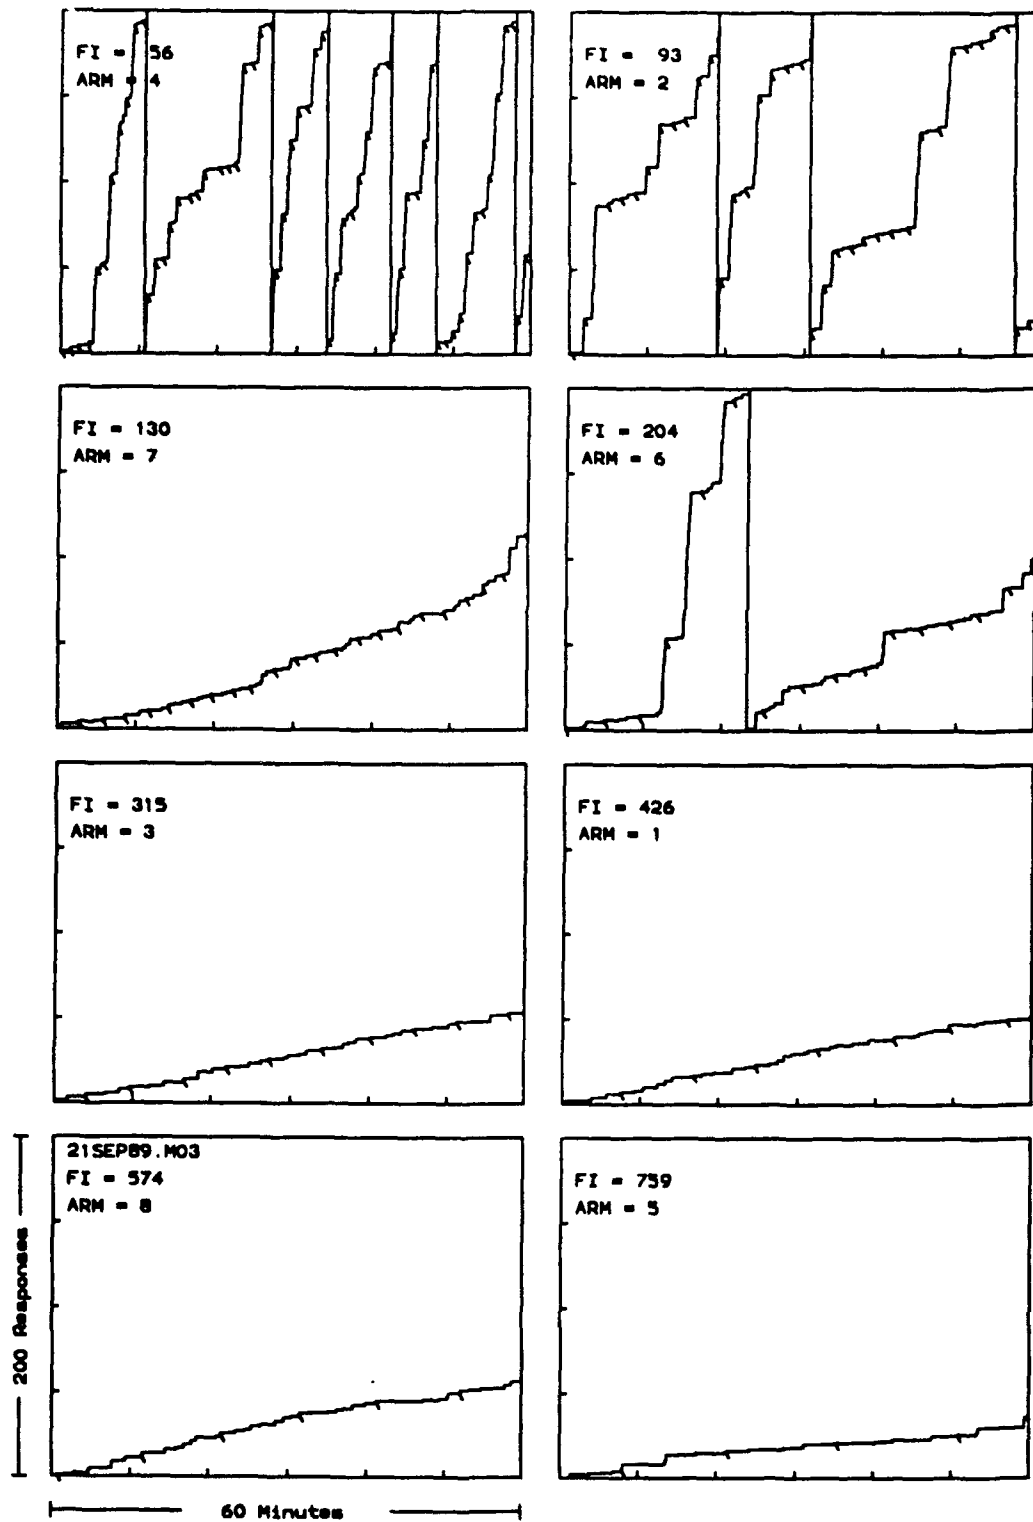 FI = 56
ARM = 4
FI = 93
ARM = 2
FI = 130
ARM = 7
FI = 204
ARM = 6
FI = 315
ARM = 3
FI = 426
ARM = 1
21SEP89.M03
FI = 574
ARM = 8
FI = 759
ARM = 5
200 Responses
60 Minutes